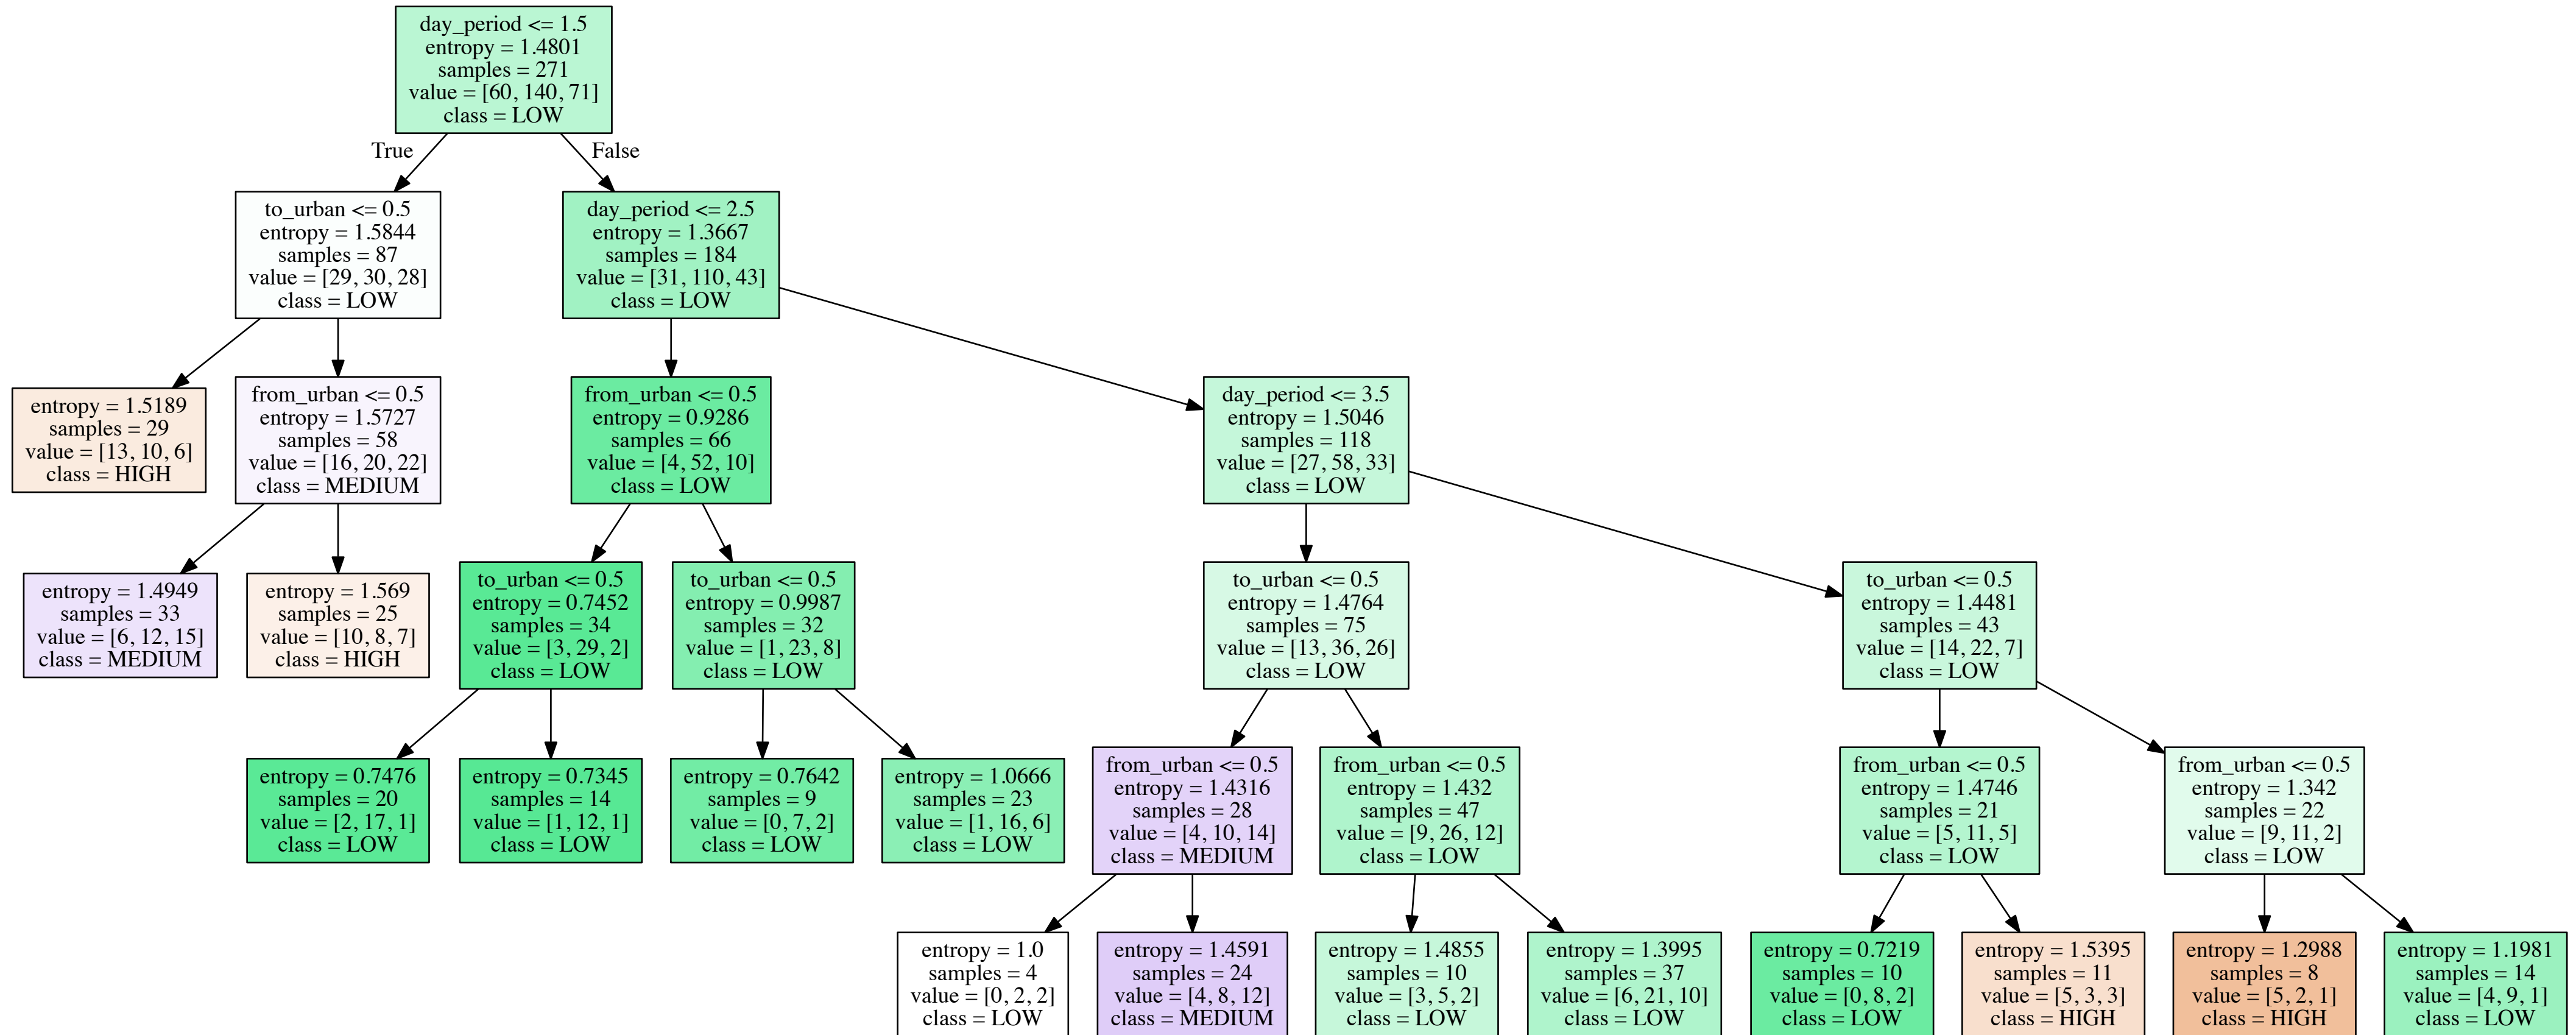 day_period <= 1.5
entropy = 1.4801
samples = 271
value = [60, 140, 71]
class = LOW
True
False
to_urban <= 0.5
entropy = 1.5844
samples = 87
value = [29, 30, 28]
class = LOW
day_period <= 2.5
entropy = 1.3667
samples = 184
value = [31, 110, 43]
class = LOW
entropy = 1.5189
samples = 29
value = [13, 10, 6]
class = HIGH
from_urban <= 0.5
entropy = 1.5727
samples = 58
value = [16, 20, 22]
class = MEDIUM
from_urban <= 0.5
entropy = 0.9286
samples = 66
value = [4, 52, 10]
class = LOW
day_period <= 3.5
entropy = 1.5046
samples = 118
value = [27, 58, 33]
class = LOW
entropy = 1.4949
samples = 33
value = [6, 12, 15]
class = MEDIUM
entropy = 1.569
samples = 25
value = [10, 8, 7]
class = HIGH
to_urban <= 0.5
entropy = 0.7452
samples = 34
value = [3, 29, 2]
class = LOW
to_urban <= 0.5
entropy = 0.9987
samples = 32
value = [1, 23, 8]
class = LOW
to_urban <= 0.5
entropy = 1.4764
samples = 75
value = [13, 36, 26]
class = LOW
to_urban <= 0.5
entropy = 1.4481
samples = 43
value = [14, 22, 7]
class = LOW
entropy = 0.7476
samples = 20
value = [2, 17, 1]
class = LOW
entropy = 0.7345
samples = 14
value = [1, 12, 1]
class = LOW
entropy = 0.7642
samples = 9
value = [0, 7, 2]
class = LOW
entropy = 1.0666
samples = 23
value = [1, 16, 6]
class = LOW
from_urban <= 0.5
entropy = 1.4316
samples = 28
value = [4, 10, 14]
class = MEDIUM
from_urban <= 0.5
entropy = 1.432
samples = 47
value = [9, 26, 12]
class = LOW
from_urban <= 0.5
entropy = 1.4746
samples = 21
value = [5, 11, 5]
class = LOW
from_urban <= 0.5
entropy = 1.342
samples = 22
value = [9, 11, 2]
class = LOW
entropy = 1.0
samples = 4
value = [0, 2, 2]
class = LOW
entropy = 1.4591
samples = 24
value = [4, 8, 12]
class = MEDIUM
entropy = 1.4855
samples = 10
value = [3, 5, 2]
class = LOW
entropy = 1.3995
samples = 37
value = [6, 21, 10]
class = LOW
entropy = 0.7219
samples = 10
value = [0, 8, 2]
class = LOW
entropy = 1.5395
samples = 11
value = [5, 3, 3]
class = HIGH
entropy = 1.2988
samples = 8
value = [5, 2, 1]
class = HIGH
entropy = 1.1981
samples = 14
value = [4, 9, 1]
class = LOW